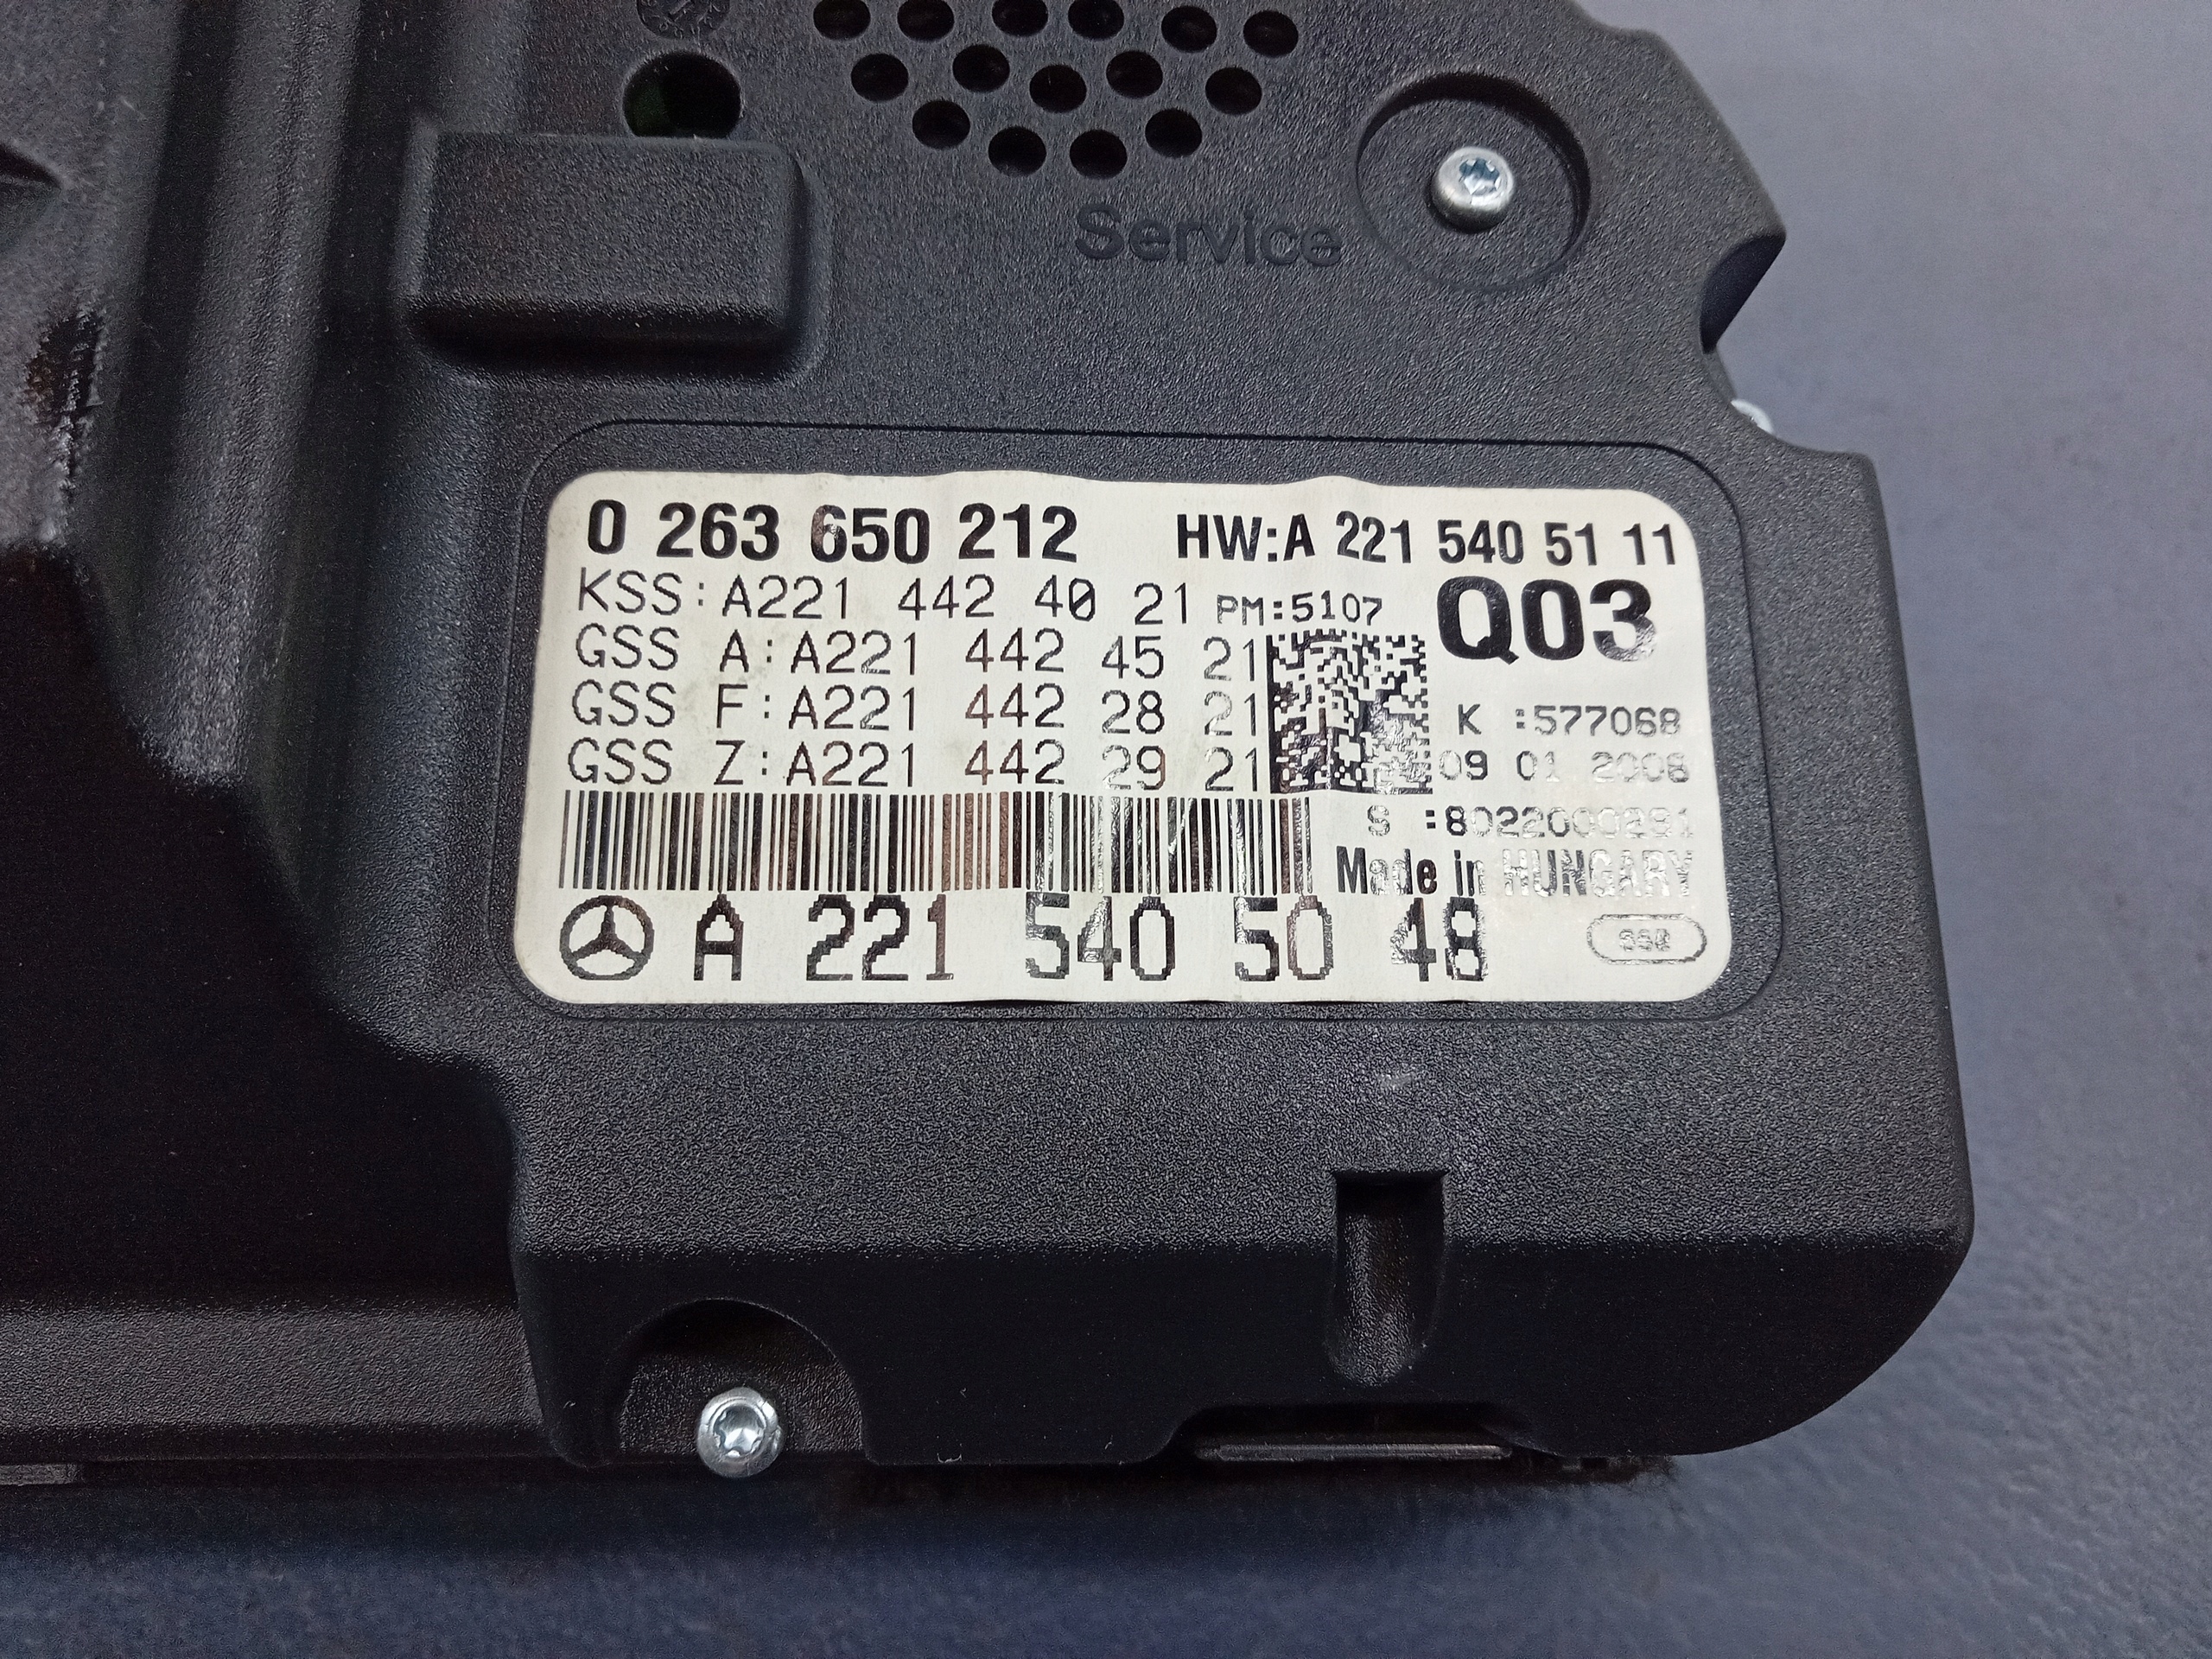 Service
0 263 650 212 HW:A 221 540 51 11
KSS:A221 442 40 21 PM:5107 Q03
GSS A:A221 442 45 21
GSS F:A221 442 28 21 K :577068
GSS Z:A221 442 29 21 09 01 2008
S :8022000281
Made in HUNGARY
A 221 540 50 48